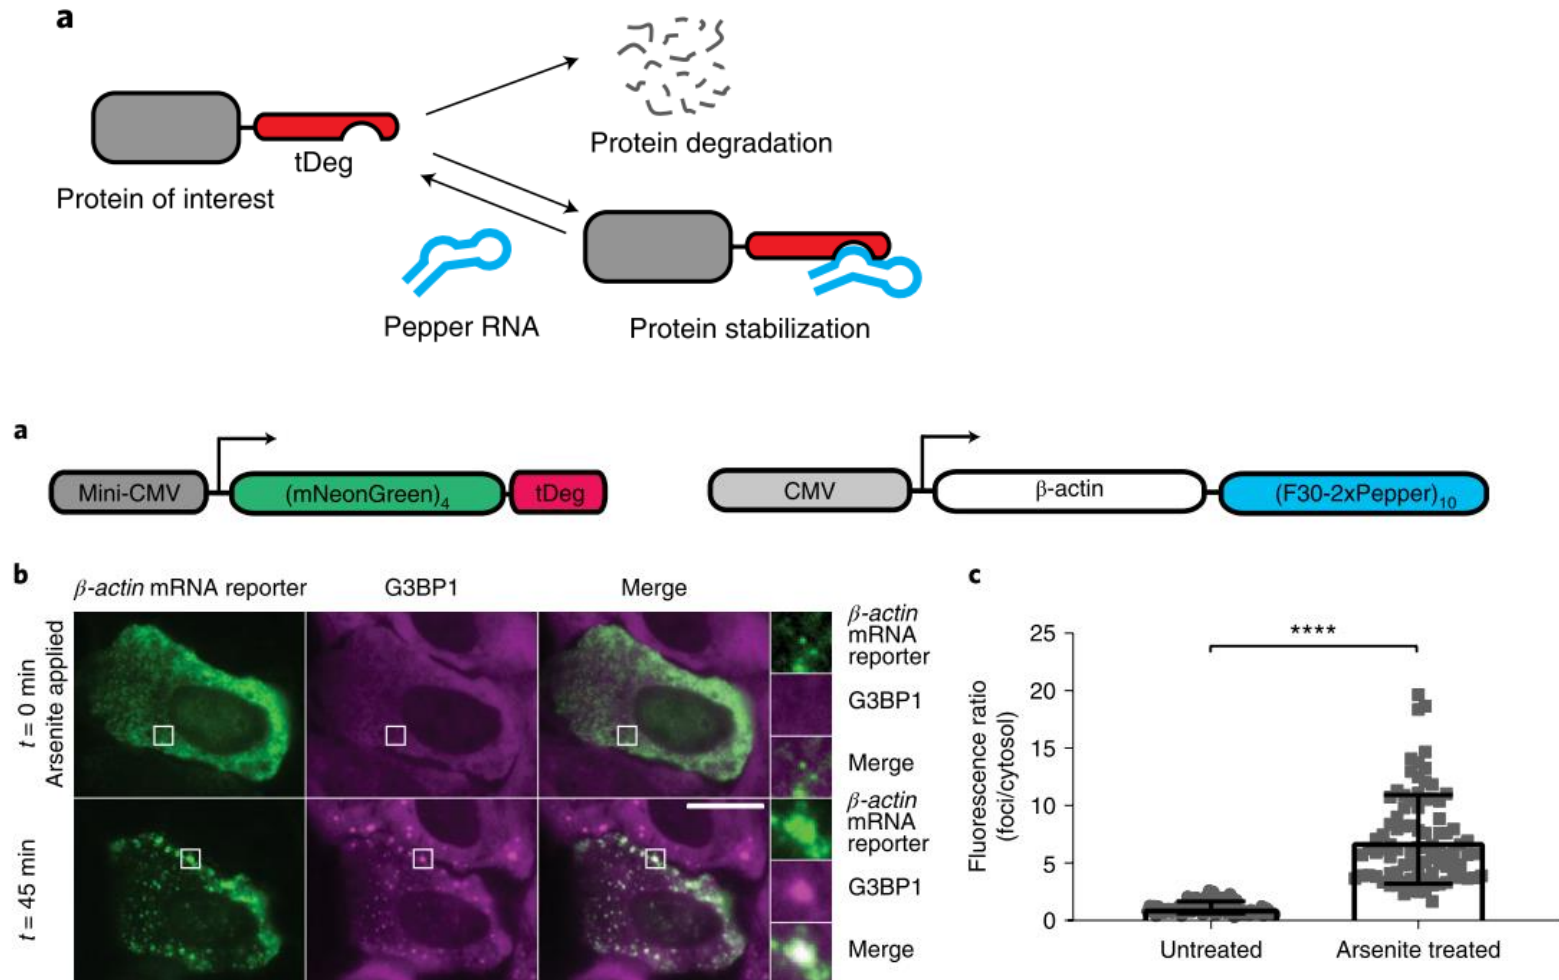 a
Protein of interest
tDeg
Protein degradation
Pepper RNA
Protein stabilization
a
Mini-CMV
(mNeonGreen)4
tDeg
CMV
β-actin
(F30-2xPepper)10
b
β-actin mRNA reporter
G3BP1
Merge
t = 0 min
Arsenite applied
β-actin
mRNA
reporter
G3BP1
Merge
t = 45 min
β-actin
mRNA
reporter
G3BP1
Merge
c
Fluorescence ratio
(foci/cytosol)
25
20
15
10
5
0
****
Untreated
Arsenite treated